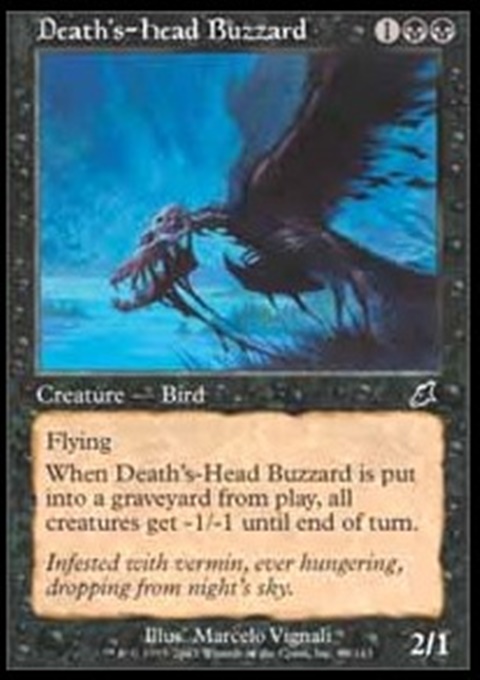 Death's-Head Buzzard 1
Creature — Bird
Flying
When Death's-Head Buzzard is put
into a graveyard from play, all
creatures get -1/-1 until end of turn.
Infested with vermin, ever hungering,
dropping from night's sky.
Illus. Marcelo Vignali
2/1